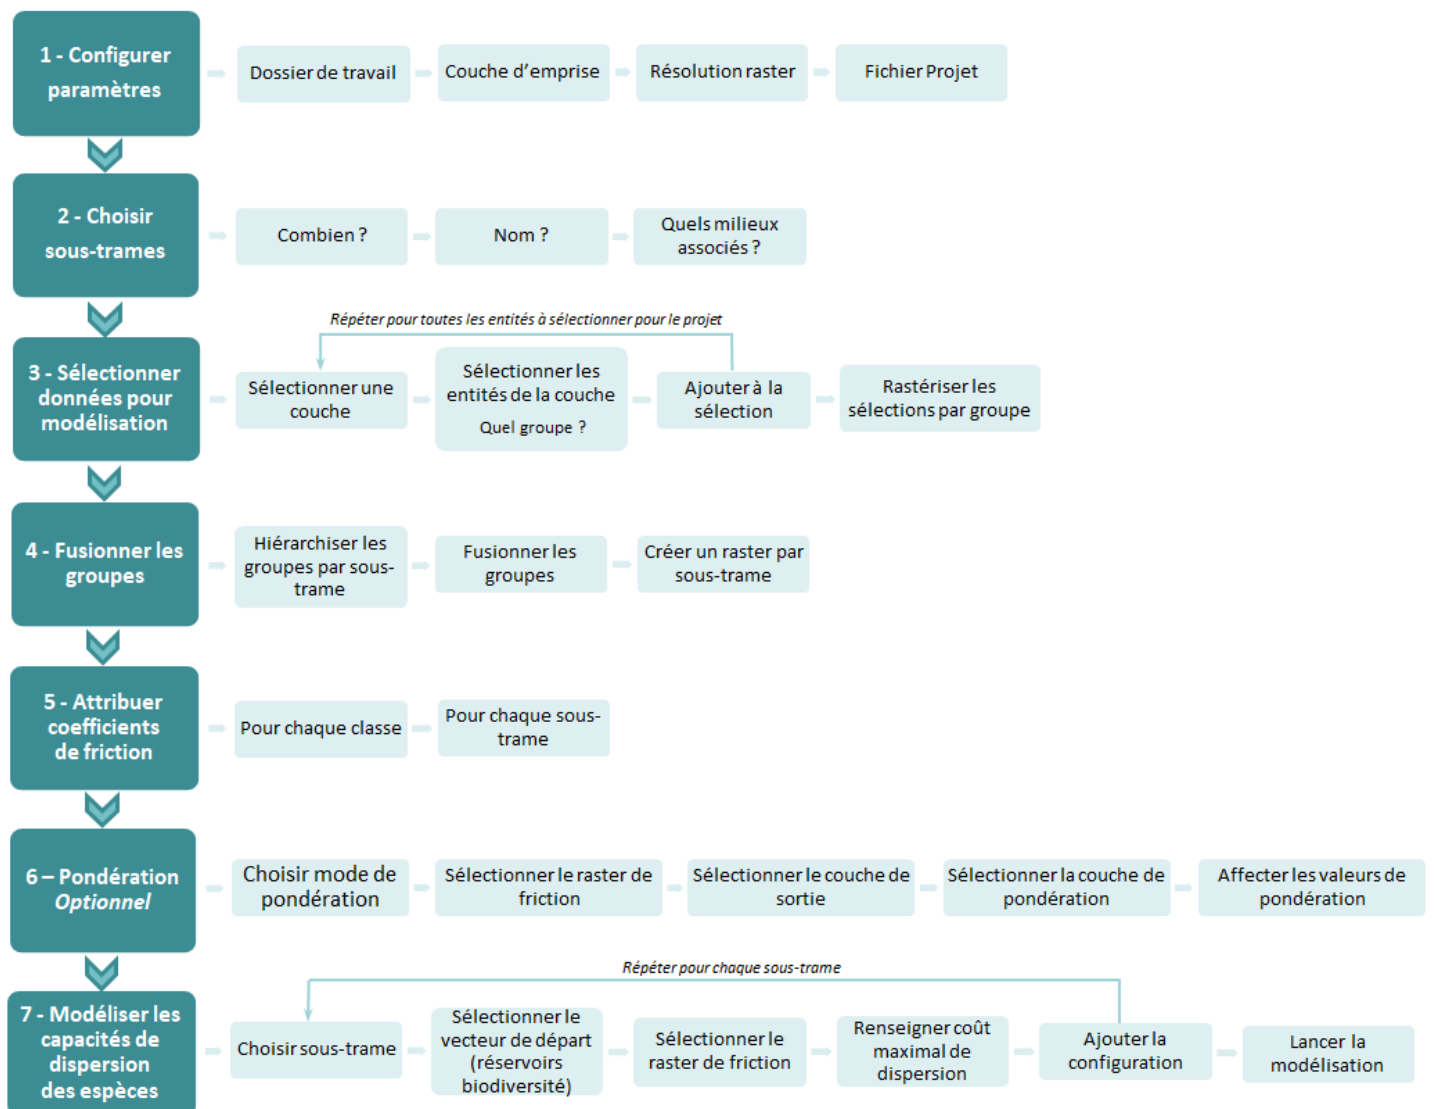 1 - Configurer
paramètres
Dossier de travail
Couche d'emprise
Résolution raster
Fichier Projet
2 - Choisir
sous-trames
Combien ?
Nom ?
Quels milieux
associés ?
3 - Sélectionner
données pour
modélisation
Répéter pour toutes les entités à sélectionner pour le projet
Sélectionner une
couche
Sélectionner les
entités de la couche
Quel groupe ?
Ajouter à la
sélection
Rastériser les
sélections par groupe
4 - Fusionner les
groupes
Hiérarchiser les
groupes par sous-
trame
Fusionner les
groupes
Créer un raster par
sous-trame
5 - Attribuer
coefficients
de friction
Pour chaque classe
Pour chaque sous-
trame
6 – Pondération
Optionnel
Choisir mode de
pondération
Sélectionner le raster de
friction
Sélectionner le couche de
sortie
Sélectionner la couche de
pondération
Affecter les valeurs de
pondération
7 - Modéliser les
capacités de
dispersion
des espèces
Répéter pour chaque sous-trame
Choisir sous-trame
Sélectionner le
vecteur de départ
(réservoirs
biodiversité)
Sélectionner le
raster de friction
Renseigner coût
maximal de
dispersion
Ajouter la
configuration
Lancer la
modélisation